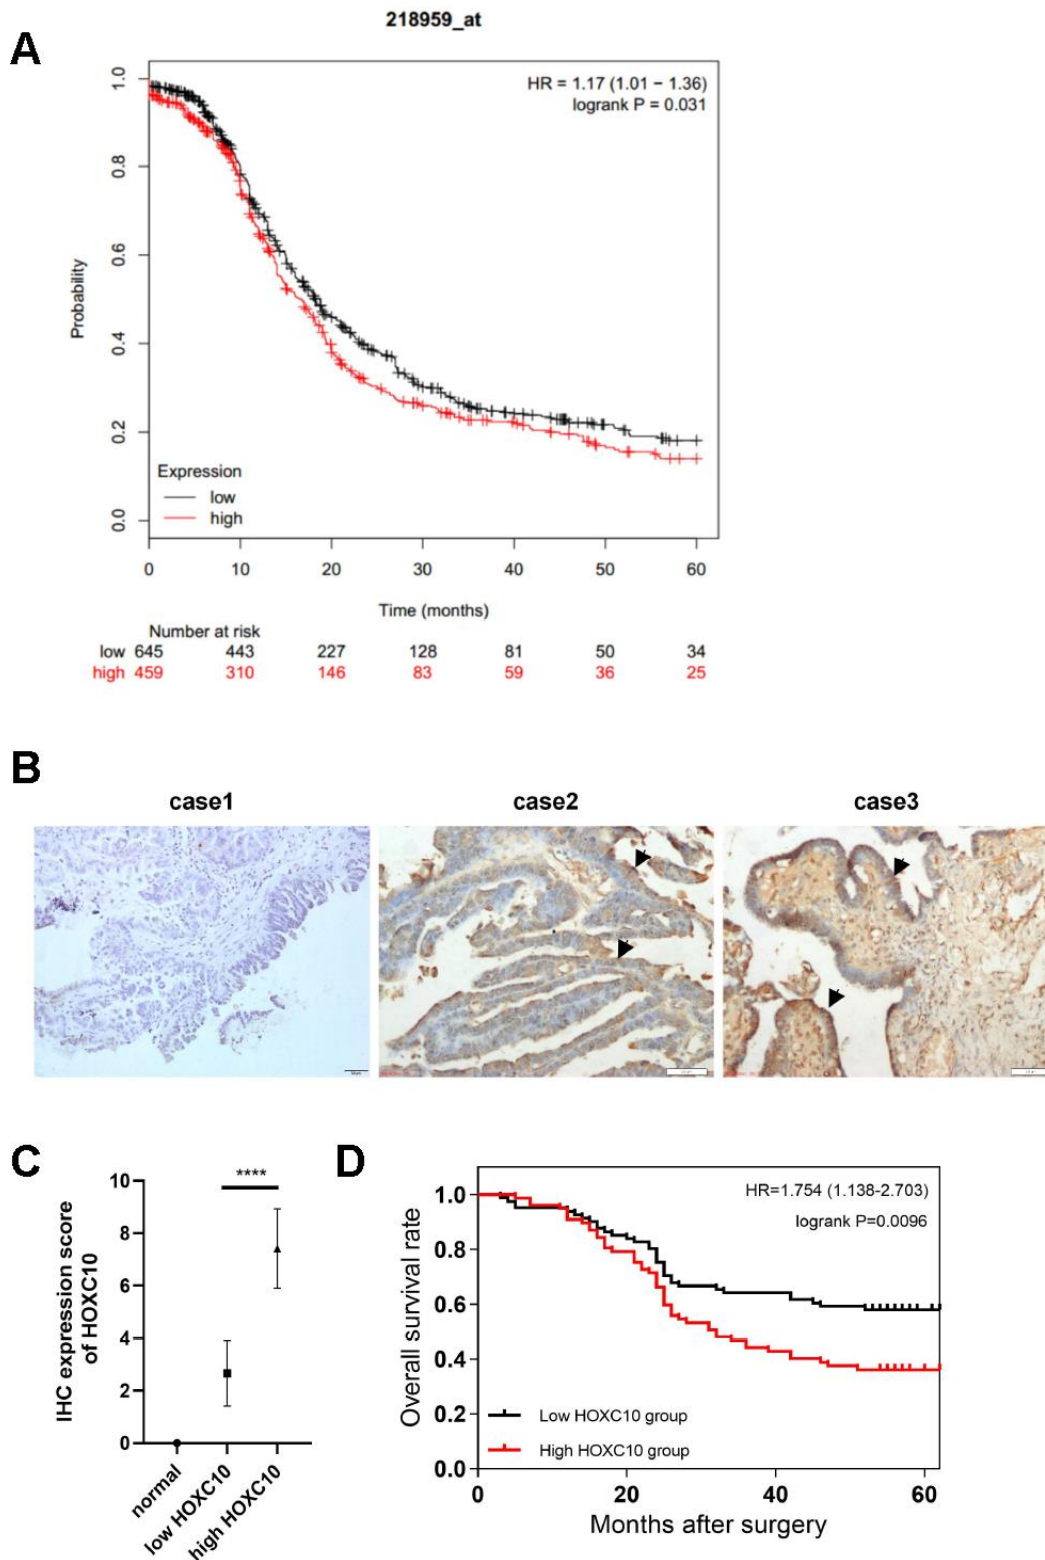 A
218959_at
HR = 1.17 (1.01 − 1.36)
logrank P = 0.031
Probability
1.0
0.8
0.6
0.4
0.2
0.0
Expression
low
high
0 10 20 30 40 50 60
Time (months)
Number at risk
low 645 443 227 128 81 50 34
high 459 310 146 83 59 36 25
B
case1 case2 case3
C
****
IHC expression score
of HOXC10
10
8
6
4
2
0
normal
low HOXC10
high HOXC10
D
HR=1.754 (1.138-2.703)
logrank P=0.0096
Overall survival rate
1.0
0.8
0.6
0.4
0.2
0.0
Low HOXC10 group
High HOXC10 group
0 20 40 60
Months after surgery